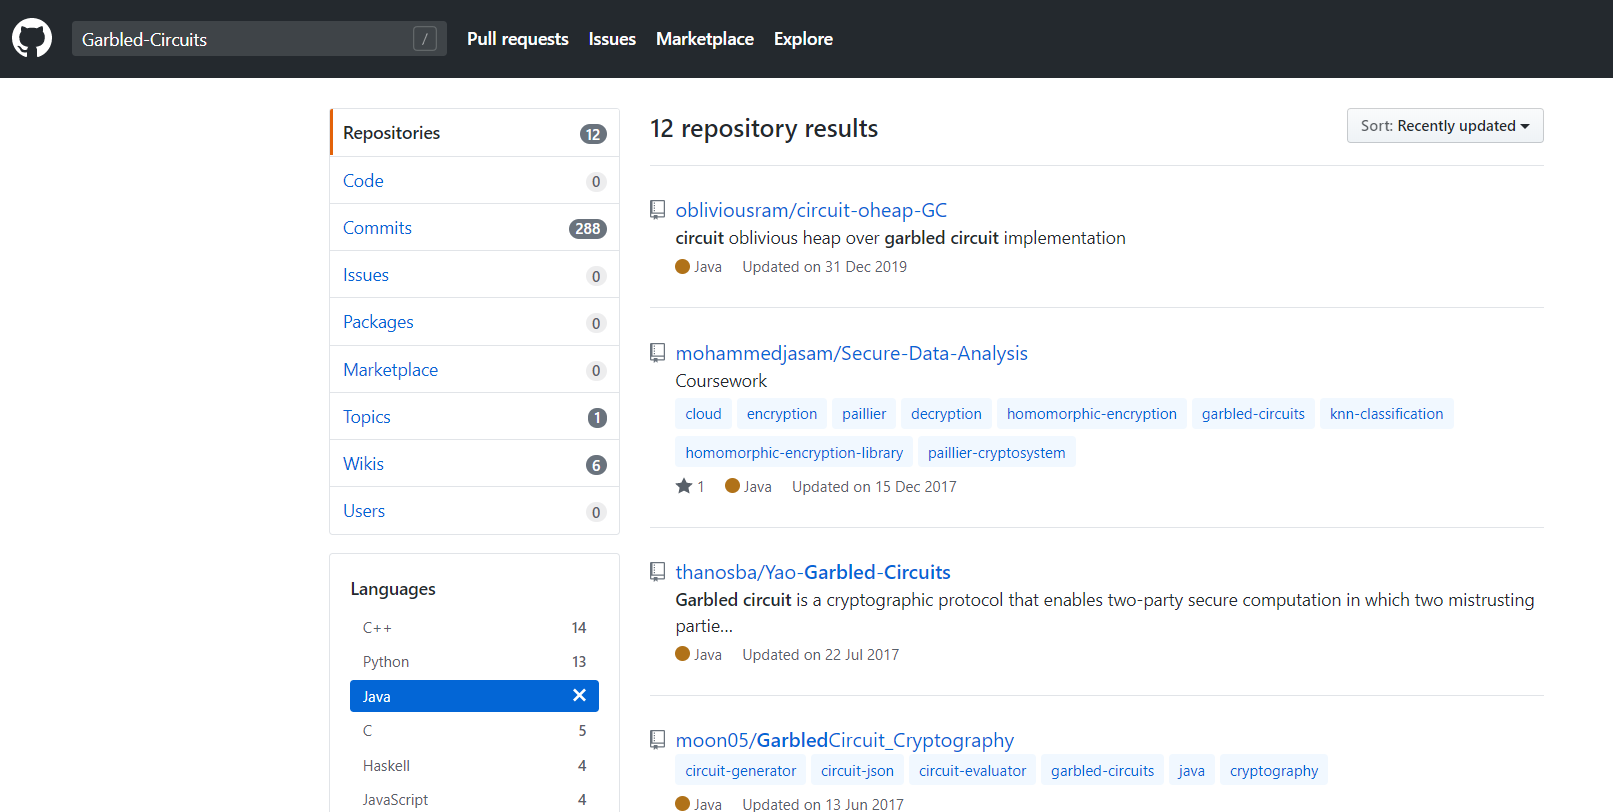 Garbled-Circuits /
Pull requests Issues Marketplace Explore
Repositories 12
Code 0
Commits 288
Issues 0
Packages 0
Marketplace 0
Topics 1
Wikis 6
Users 0
Languages
C++ 14
Python 13
Java
C 5
Haskell 4
JavaScript 4
12 repository results
Sort: Recently updated
obliviousram/circuit-oheap-GC
circuit oblivious heap over garbled circuit implementation
Java Updated on 31 Dec 2019
mohammedjasam/Secure-Data-Analysis
Coursework
cloud encryption paillier decryption homomorphic-encryption garbled-circuits knn-classification
homomorphic-encryption-library paillier-cryptosystem
1 Java Updated on 15 Dec 2017
thanosba/Yao-Garbled-Circuits
Garbled circuit is a cryptographic protocol that enables two-party secure computation in which two mistrusting
partie...
Java Updated on 22 Jul 2017
moon05/GarbledCircuit_Cryptography
circuit-generator circuit-json circuit-evaluator garbled-circuits java cryptography
Java Updated on 13 Jun 2017